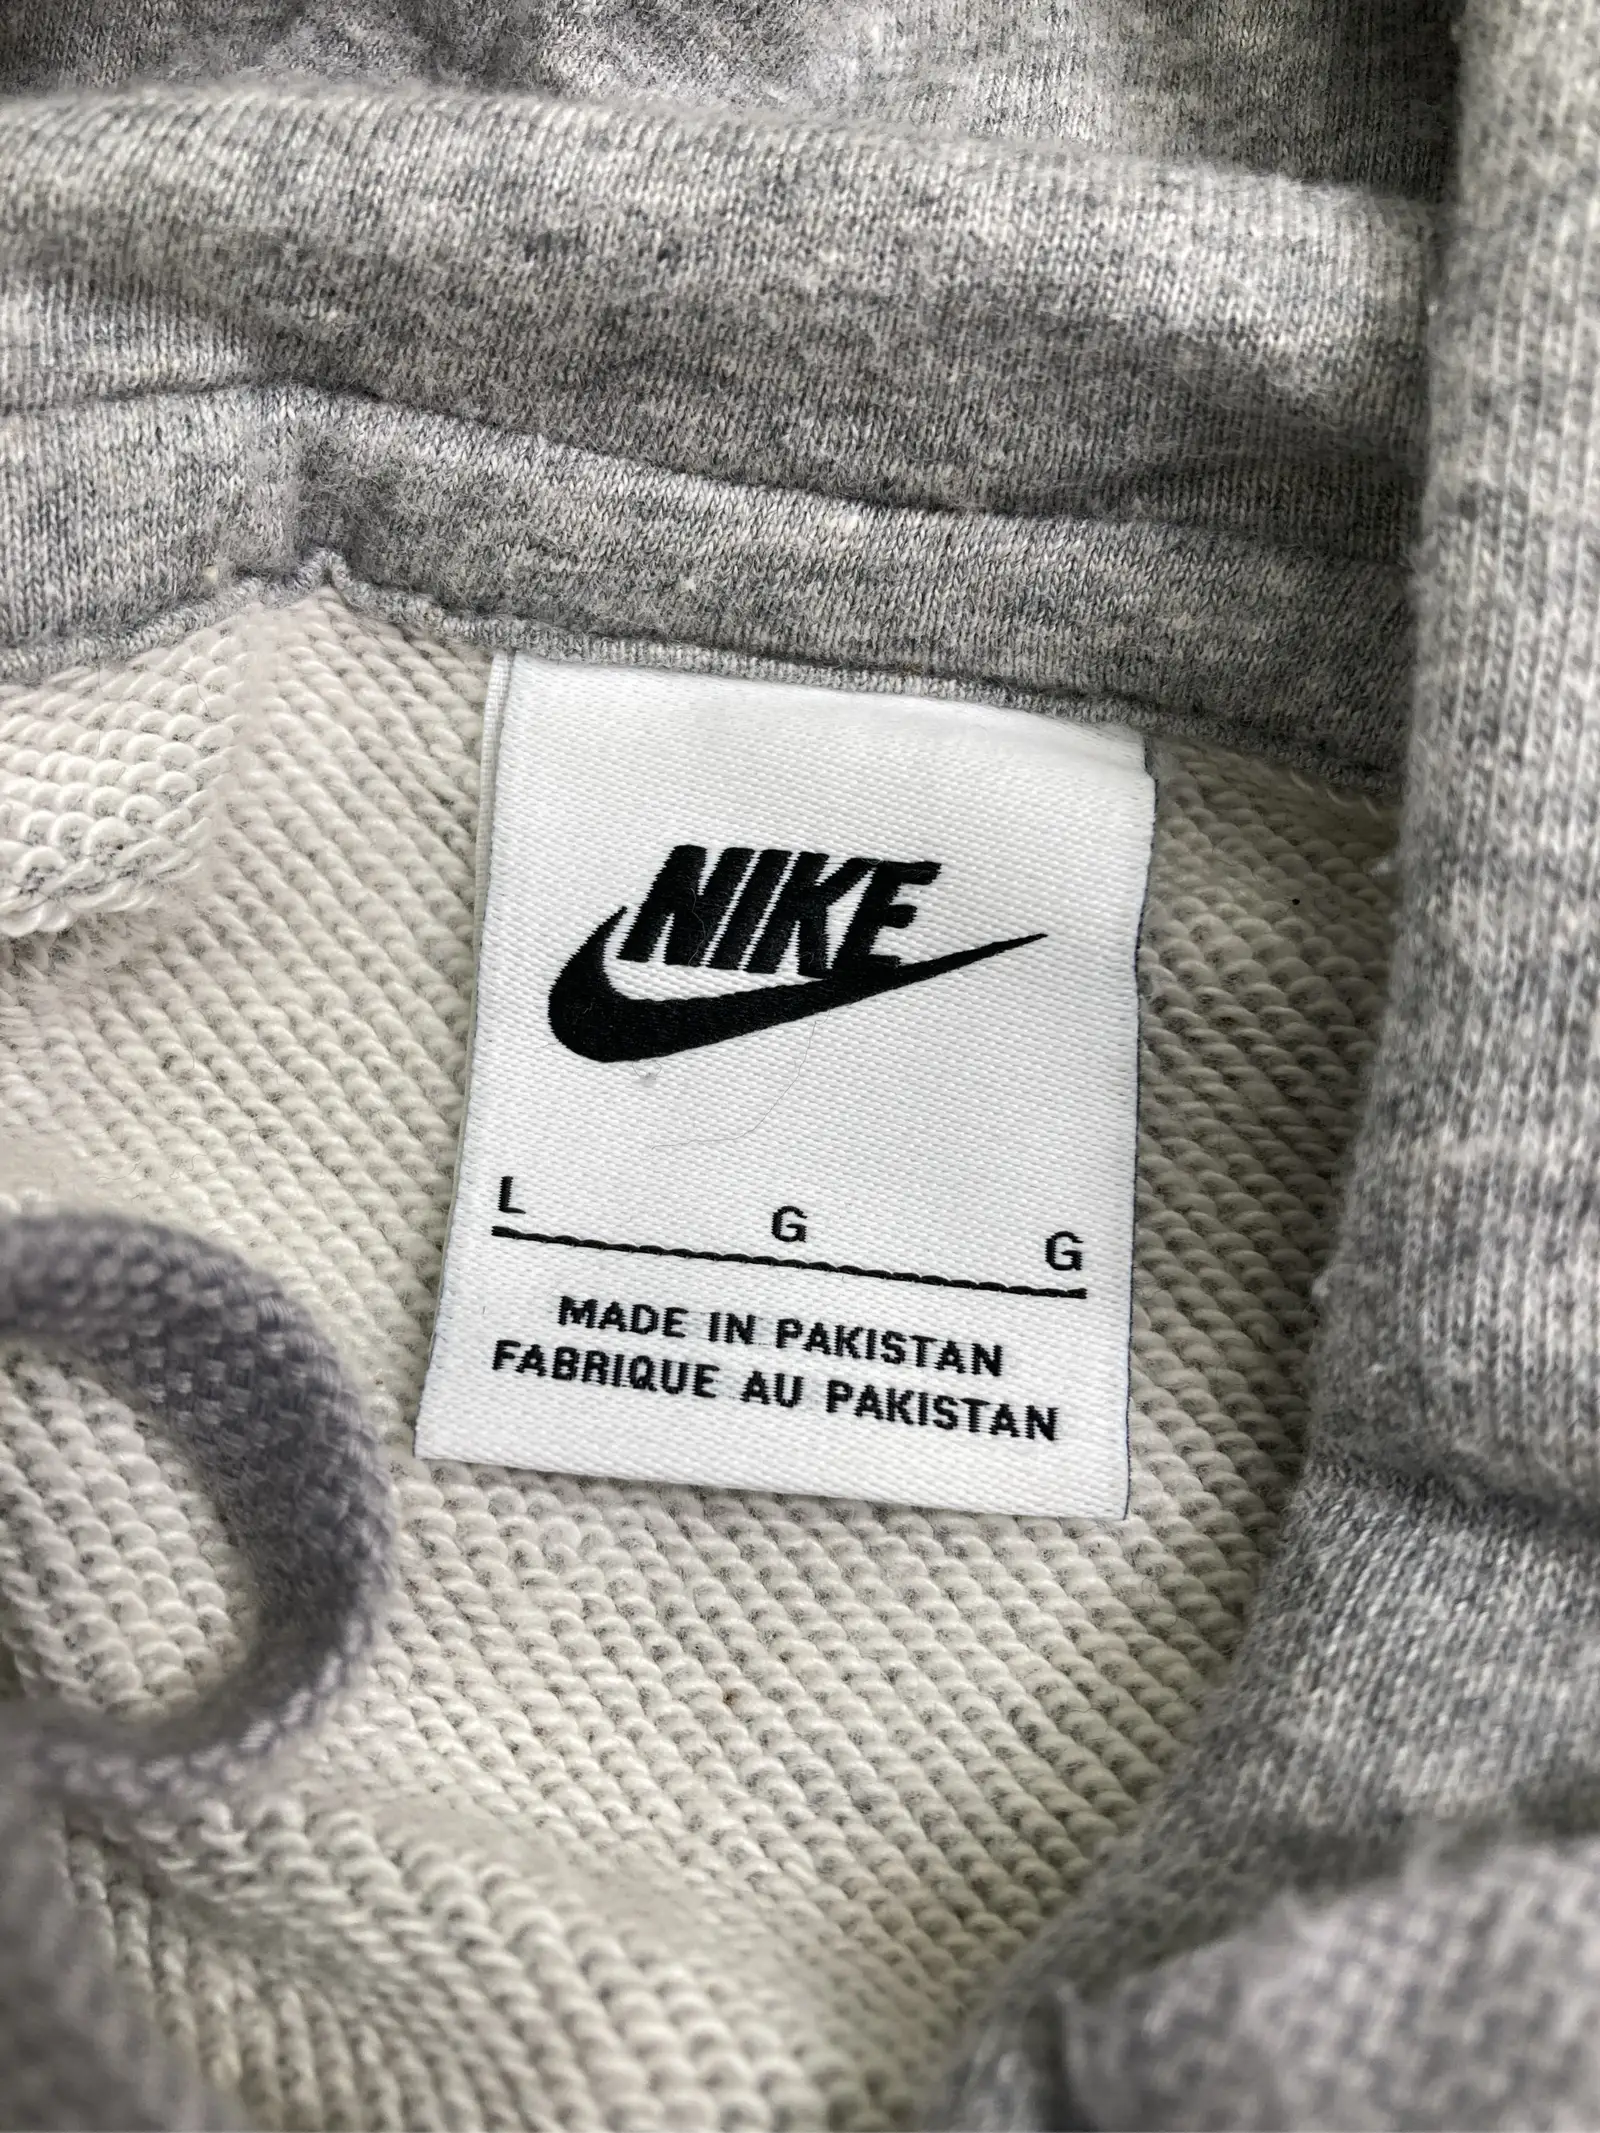 NIKE
L G G
MADE IN PAKISTAN
FABRIQUE AU PAKISTAN